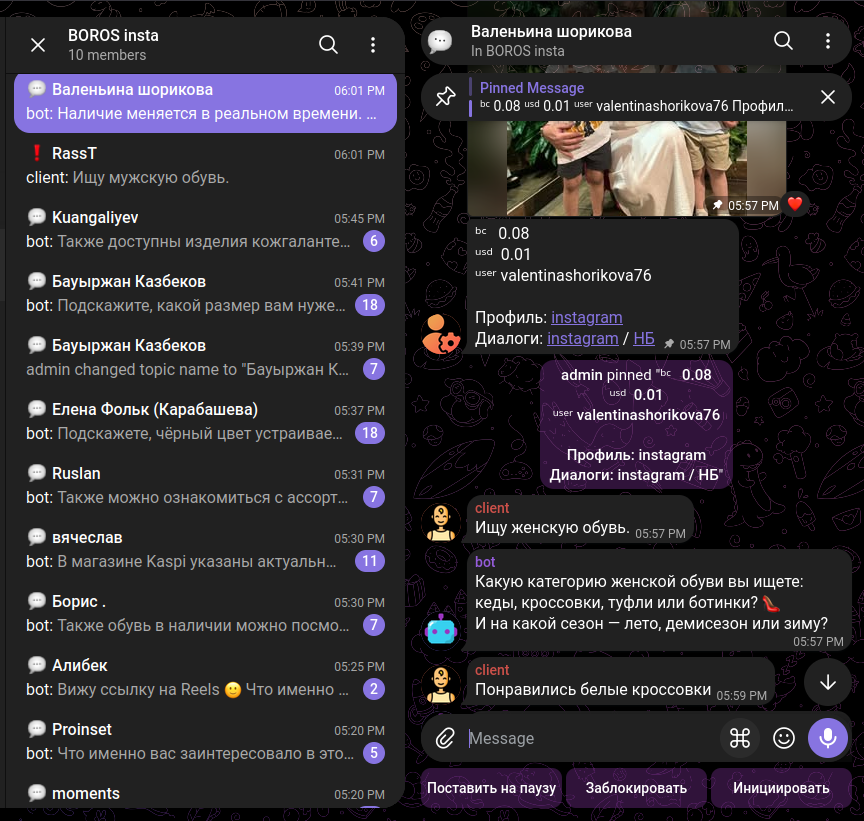 BOROS insta
10 members
Валеньина шорикова
06:01 PM
bot: Наличие меняется в реальном времени. ...
RassT
06:01 PM
client: Ищу мужскую обувь.
Kuangaliyev
05:45 PM
bot: Также доступны изделия кожгаланте...
6
Бауыржан Казбеков
05:41 PM
bot: Подскажите, какой размер вам нуже...
18
Бауыржан Казбеков
05:39 PM
admin changed topic name to "Бауыржан К...
7
Елена Фольк (Карабашева)
05:37 PM
bot: Подскажете, чёрный цвет устраивае...
18
Ruslan
05:31 PM
bot: Также можно ознакомиться с ассорт...
7
вячеслав
05:30 PM
bot: В магазине Kaspi указаны актуальн...
11
Борис .
05:30 PM
bot: Также обувь в наличии можно посмо...
7
Алибек
05:25 PM
bot: Вижу ссылку на Reels 🙂 Что именно ...
2
Proinset
05:20 PM
bot: Что именно вас заинтересовало в это...
5
moments
05:20 PM
Валеньина шорикова
In BOROS insta
Pinned Message
bc 0.08 usd 0.01 user valentinashorikova76 Профил...
05:57 PM
bc 0.08
usd 0.01
user valentinashorikova76
Профиль: instagram
Диалоги: instagram / НБ
05:57 PM
admin pinned "bc 0.08
usd 0.01
user valentinashorikova76
Профиль: instagram
Диалоги: instagram / НБ"
client
Ищу женскую обувь.
05:57 PM
bot
Какую категорию женской обуви вы ищете:
кеды, кроссовки, туфли или ботинки? 👠
И на какой сезон — лето, демисезон или зиму?
05:57 PM
client
Понравились белые кроссовки
05:59 PM
Message
Поставить на паузу
Заблокировать
Инициировать